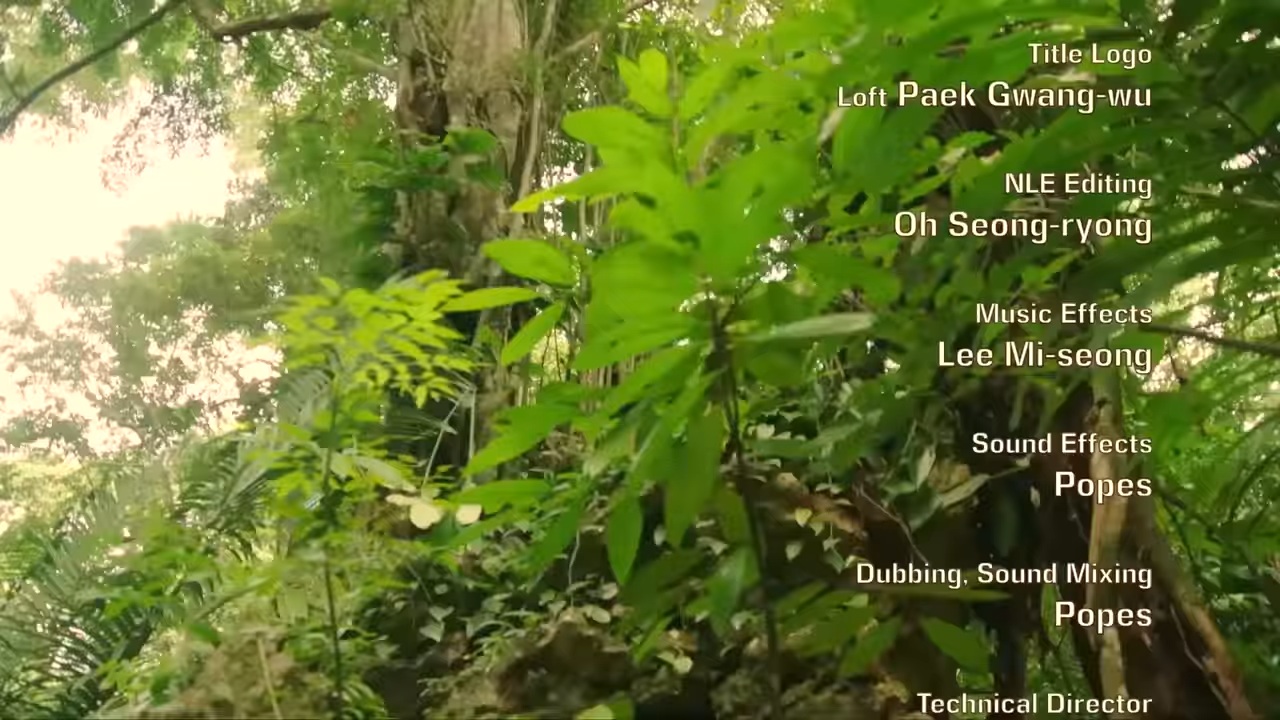 Title Logo
Loft Paek Gwang-wu
NLE Editing
Oh Seong-ryong
Music Effects
Lee Mi-seong
Sound Effects
Popes
Dubbing, Sound Mixing
Popes
Technical Director